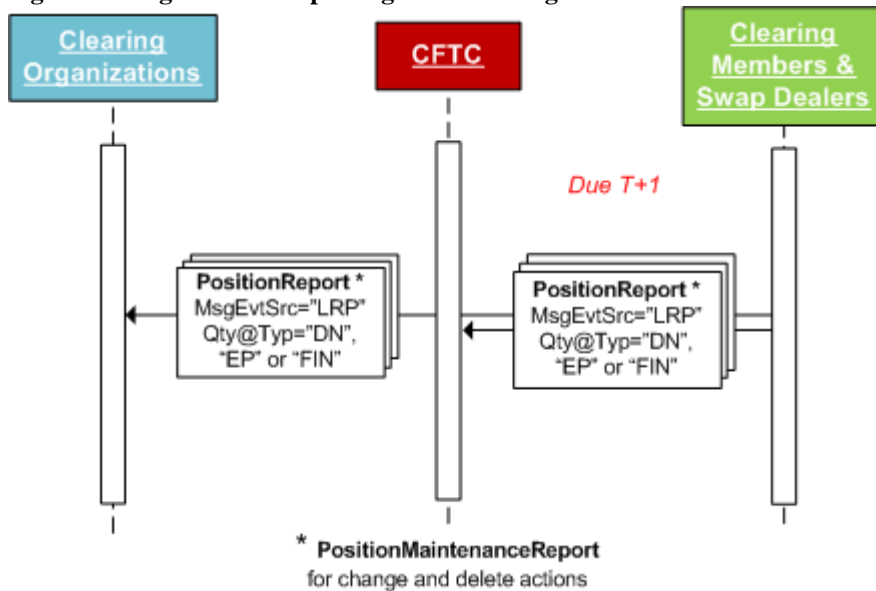 Clearing
Organizations
CFTC
Clearing
Members &
Swap Dealers
Due T+1
PositionReport *
MsgEvtSrc="LRP"
Qty@Typ="DN",
"EP" or "FIN"
PositionReport *
MsgEvtSrc="LRP"
Qty@Typ="DN",
"EP" or "FIN"
* PositionMaintenanceReport
for change and delete actions